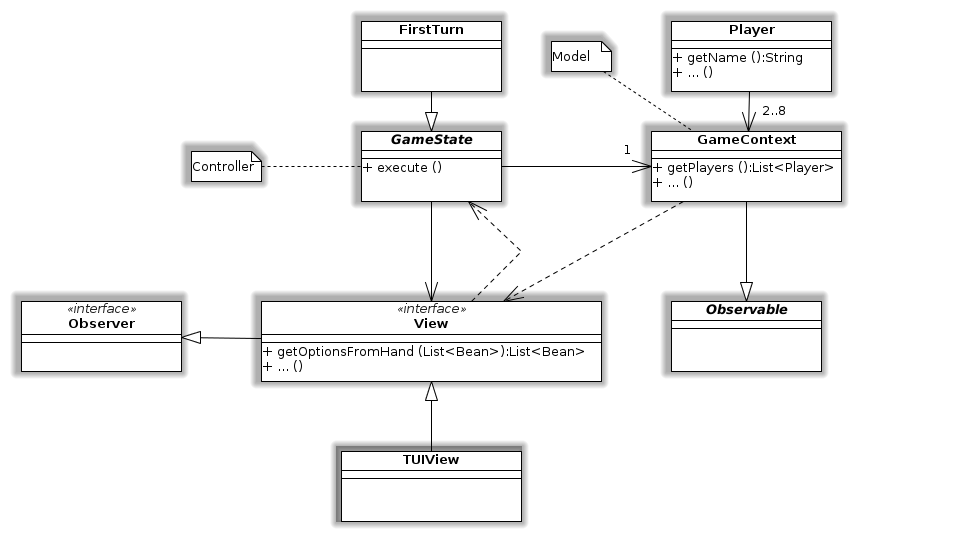 FirstTurn
Player
+ getName ():String
+ ... ()
Model
2..8
GameState
+ execute ()
1
GameContext
+ getPlayers ():List<Player>
+ ... ()
Controller
«interface»
Observer
«interface»
View
+ getOptionsFromHand (List<Bean>):List<Bean>
+ ... ()
Observable
TUIView